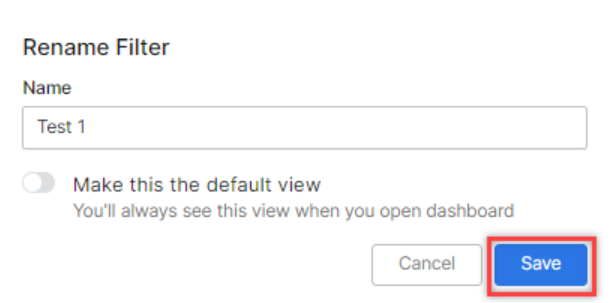 Rename Filter
Name
Test 1
Make this the default view
You'll always see this view when you open dashboard
Cancel Save